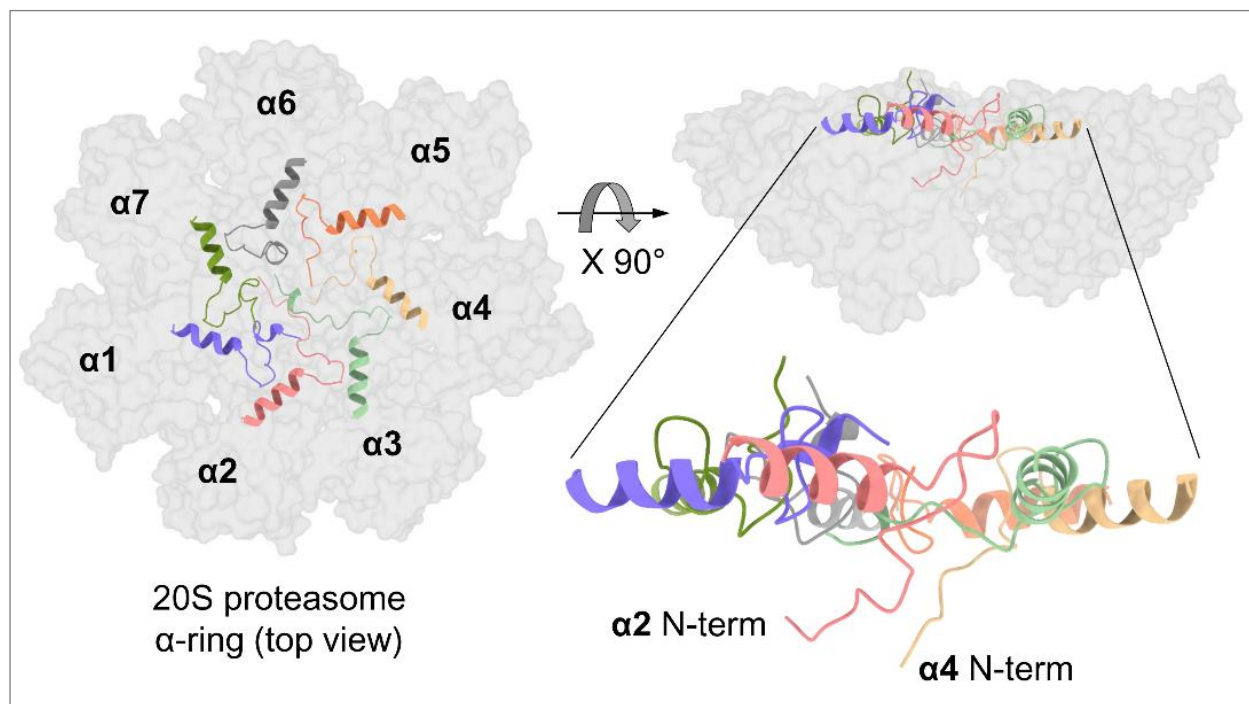 α6
α5
α7
α4
α1
α2
α3
20S proteasome
α-ring (top view)
X 90°
α2 N-term
α4 N-term